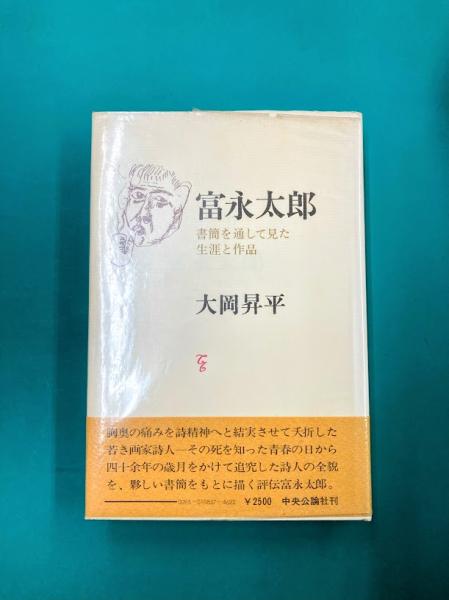 富永太郎
書簡を通して見た
生涯と作品
大岡昇平
胸奥の痛みを詩精神へと結実させて夭折した
若き画家詩人―その死を知った青春の日から
四十余年の歳月をかけて追究した詩人の全貌
を、夥しい書簡をもとに描く評伝富永太郎。
¥2500 中央公論社刊